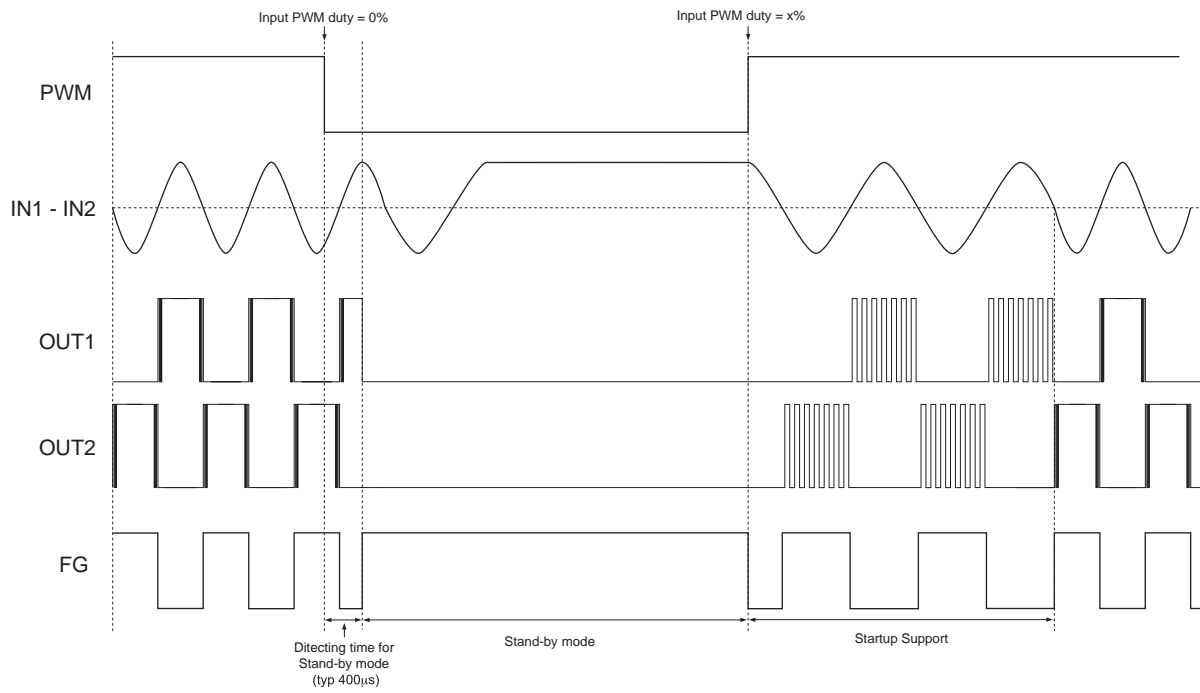 Input PWM duty = 0%
Input PWM duty = x%
PWM
IN1 - IN2
OUT1
OUT2
FG
Ditecting time for
Stand-by mode
(typ 400μs)
Stand-by mode
Startup Support